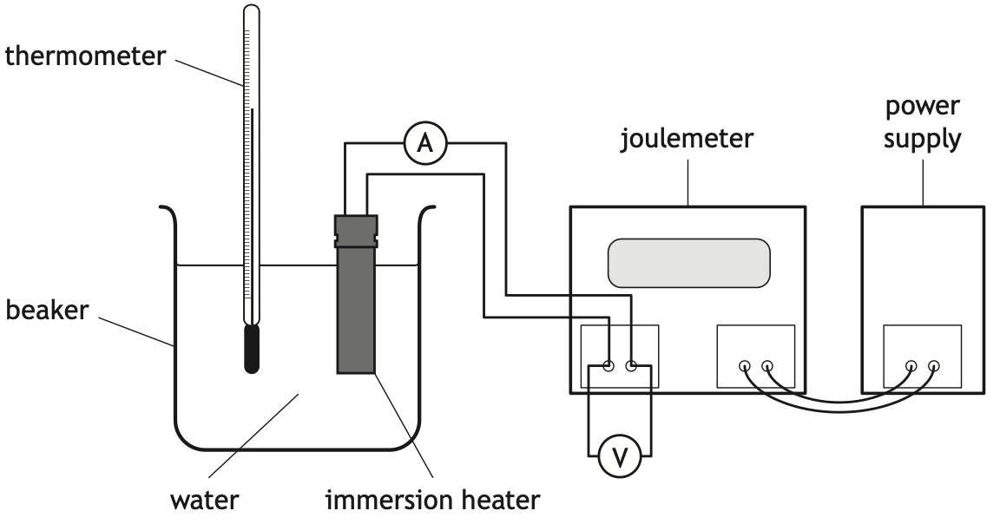 thermometer
A
joulemeter
power
supply
beaker
V
water
immersion heater